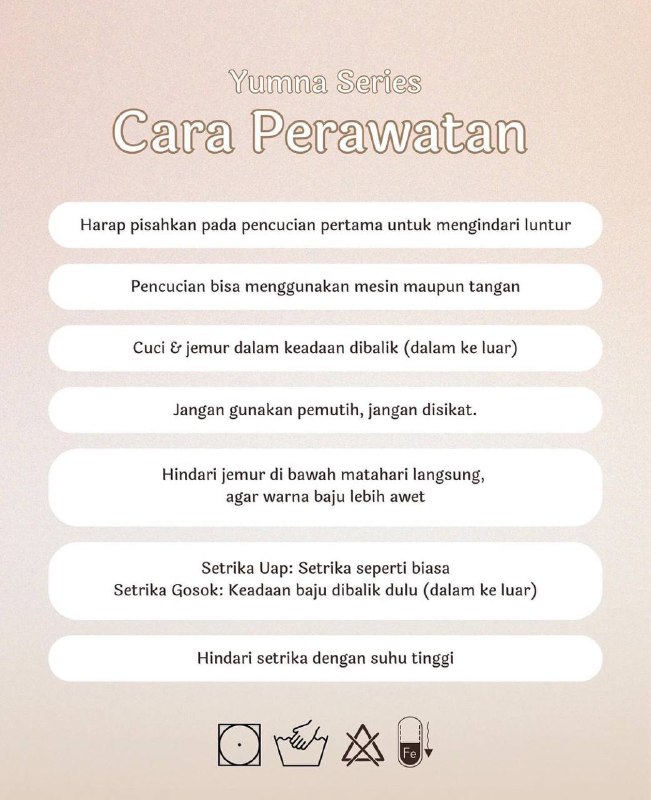 Yumna Series
Cara Perawatan
Harap pisahkan pada pencucian pertama untuk mengindari luntur
Pencucian bisa menggunakan mesin maupun tangan
Cuci & jemur dalam keadaan dibalik (dalam ke luar)
Jangan gunakan pemutih, jangan disikat.
Hindari jemur di bawah matahari langsung,
agar warna baju lebih awet
Setrika Uap: Setrika seperti biasa
Setrika Gosok: Keadaan baju dibalik dulu (dalam ke luar)
Hindari setrika dengan suhu tinggi
Fe